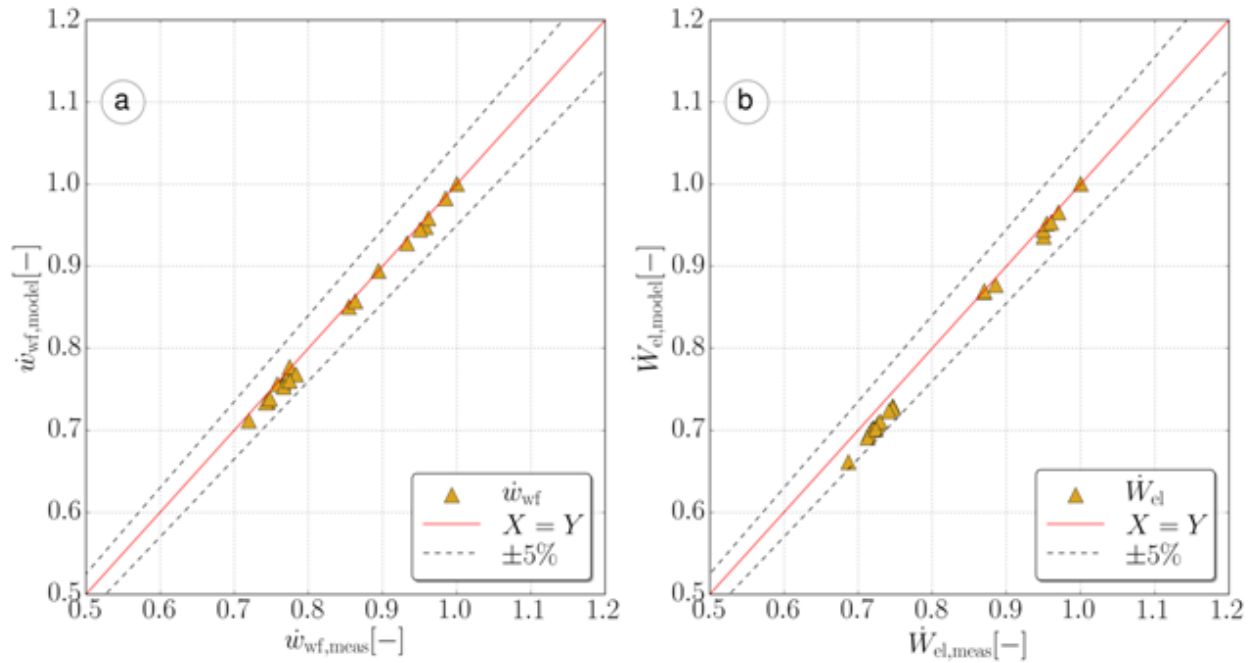 a
1.2
1.1
1.0
0.9
0.8
0.7
0.6
0.5
ẇwf,model[−]
0.5 0.6 0.7 0.8 0.9 1.0 1.1 1.2
ẇwf,meas[−]
ẇwf
X = Y
±5%
b
1.2
1.1
1.0
0.9
0.8
0.7
0.6
0.5
Ẇel,model[−]
0.5 0.6 0.7 0.8 0.9 1.0 1.1 1.2
Ẇel,meas[−]
Ẇel
X = Y
±5%